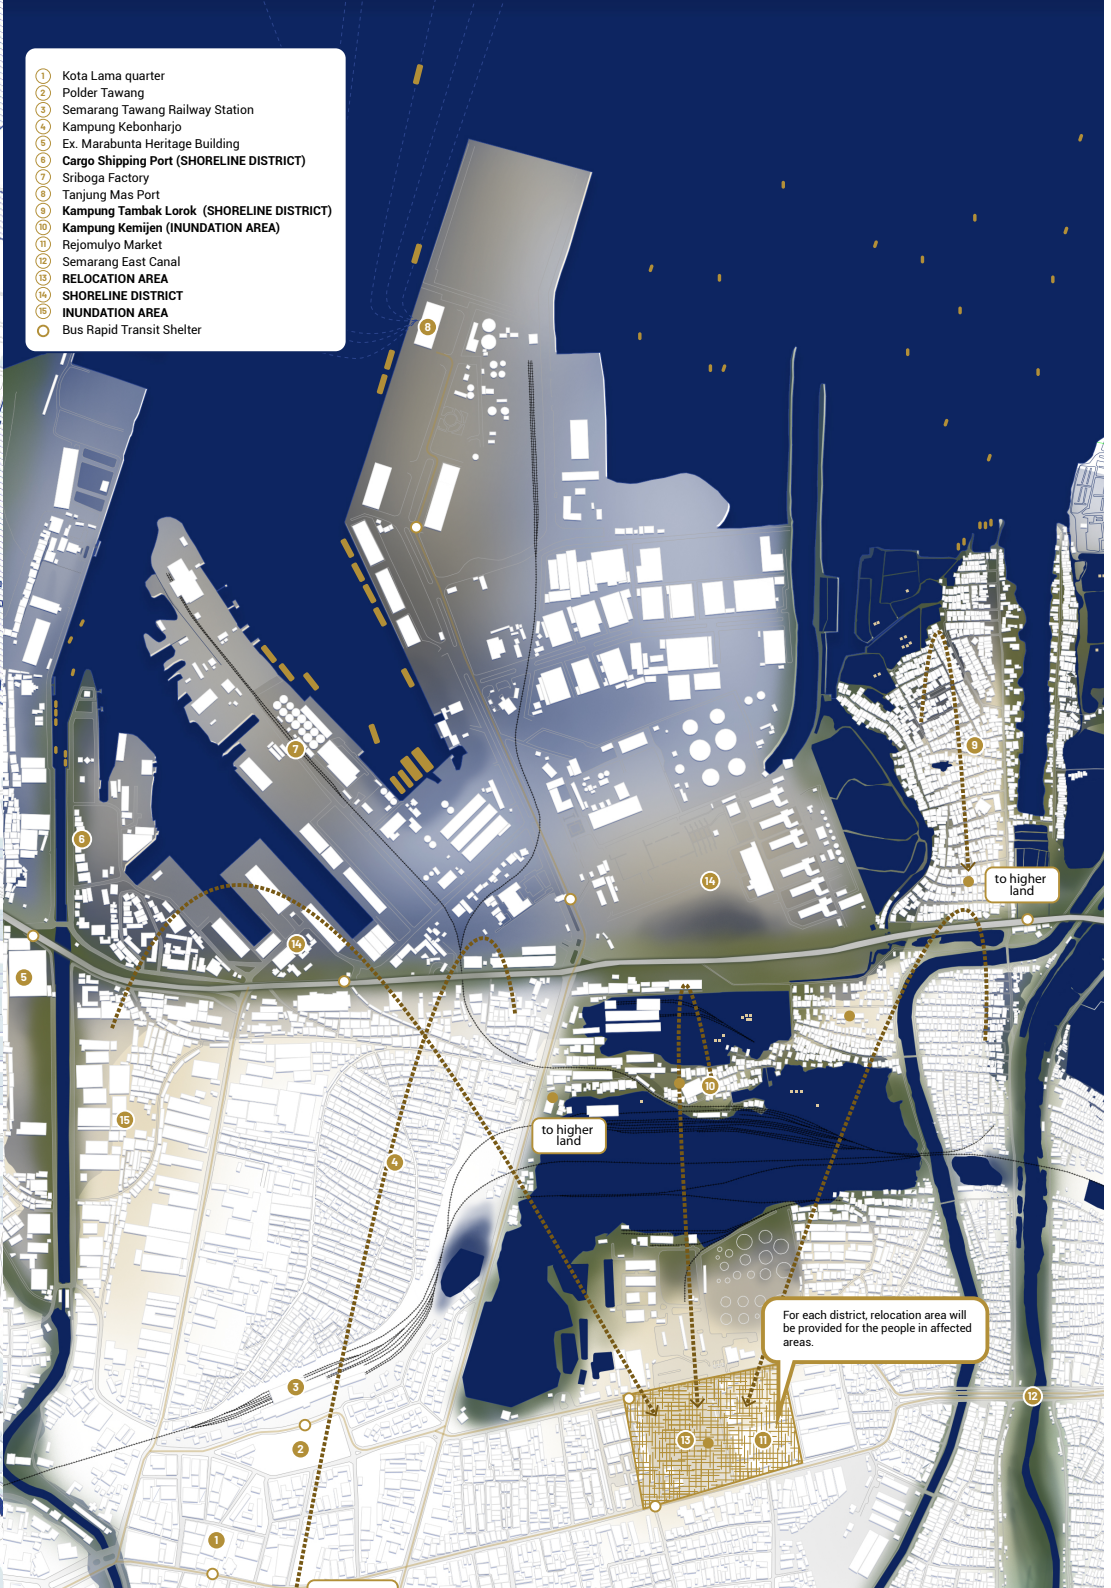 1 Kota Lama quarter
2 Polder Tawang
3 Semarang Tawang Railway Station
4 Kampung Kebonharjo
5 Ex. Marabunta Heritage Building
6 Cargo Shipping Port (SHORELINE DISTRICT)
7 Sriboga Factory
8 Tanjung Mas Port
9 Kampung Tambak Lorok (SHORELINE DISTRICT)
10 Kampung Kemijen (INUNDATION AREA)
11 Rejomulyo Market
12 Semarang East Canal
13 RELOCATION AREA
14 SHORELINE DISTRICT
15 INUNDATION AREA
Bus Rapid Transit Shelter
8
7
9
6
14
to higher
land
14
5
10
15
to higher
land
4
For each district, relocation area will
be provided for the people in affected
areas.
3
12
13
11
2
1